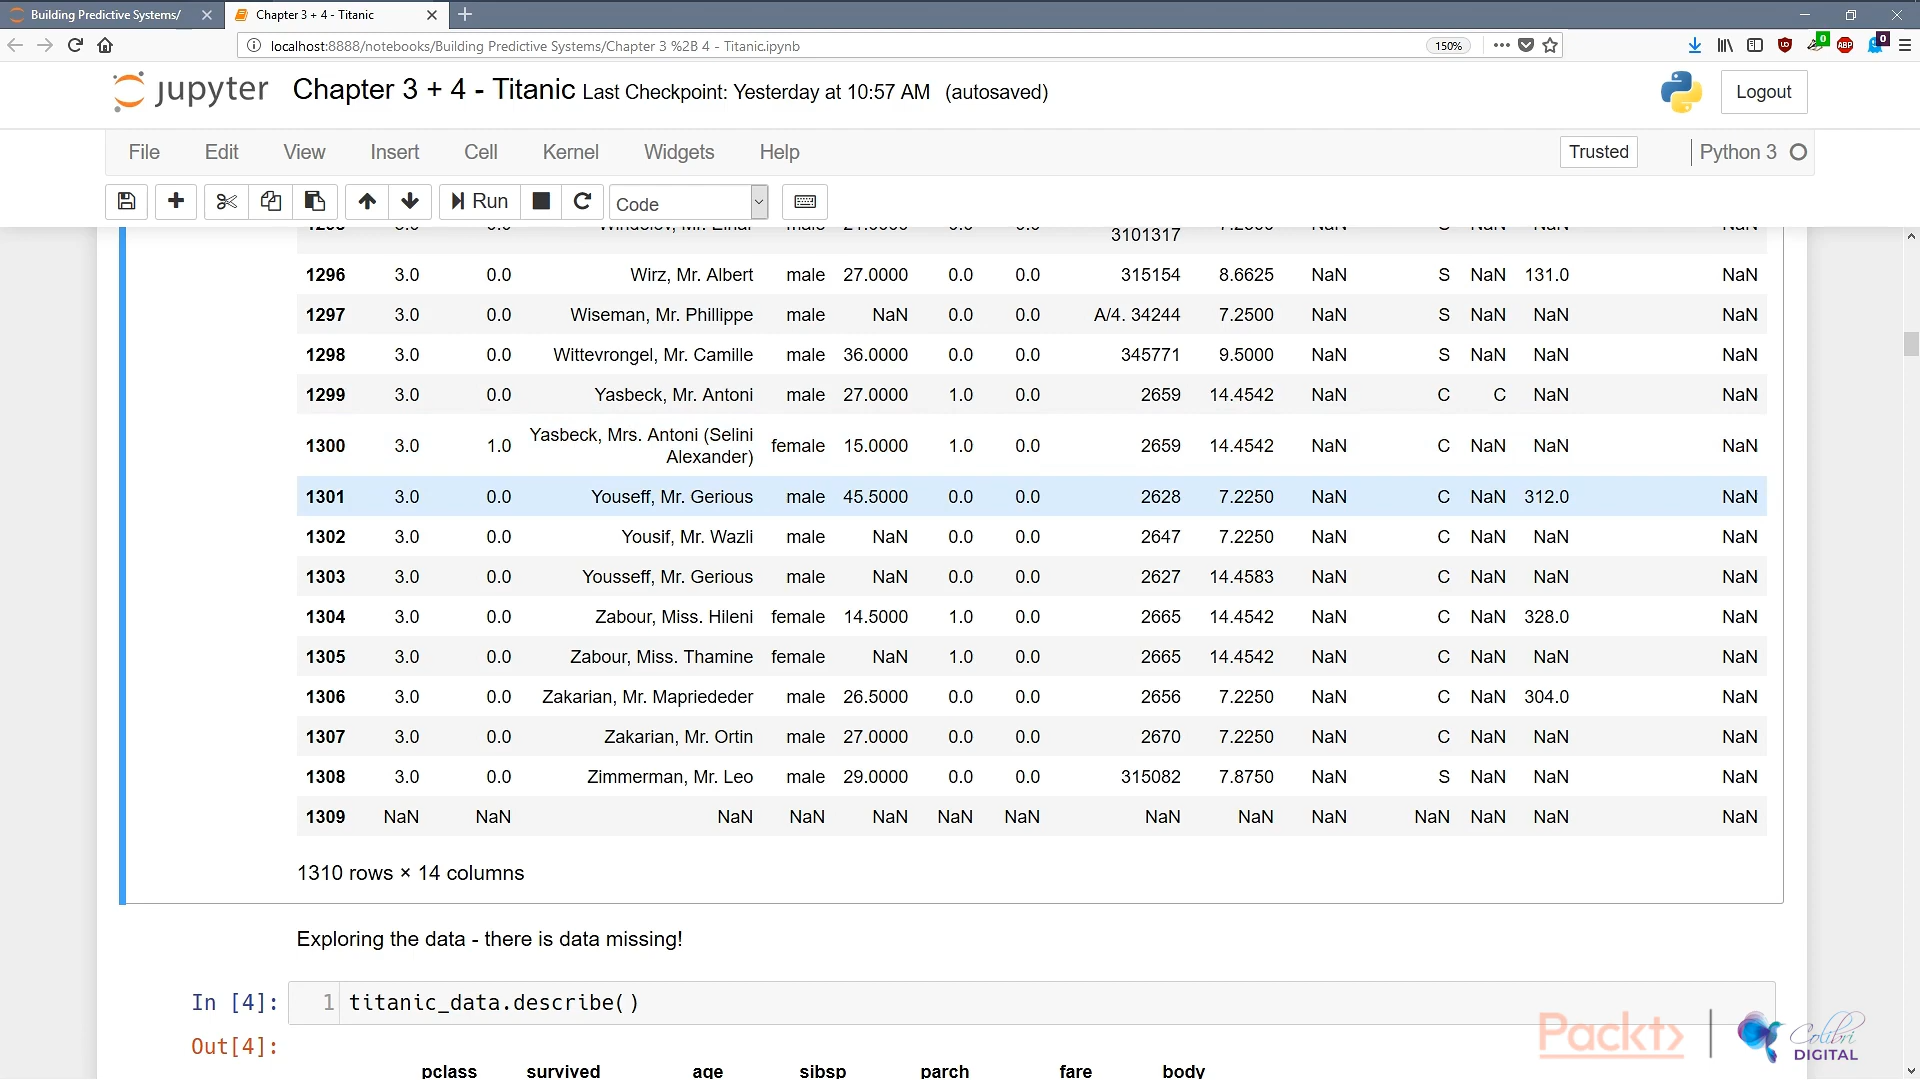 Building Predictive Systems/
Chapter 3 + 4 - Titanic
localhost:8888/notebooks/Building Predictive Systems/Chapter 3 %2B 4 - Titanic.ipynb
150%
0
ABP
0
jupyter Chapter 3 + 4 - Titanic Last Checkpoint: Yesterday at 10:57 AM (autosaved)
Logout
File Edit View Insert Cell Kernel Widgets Help
Trusted
Python 3
Run
Code
3101317
1296 3.0 0.0 Wirz, Mr. Albert male 27.0000 0.0 0.0 315154 8.6625 NaN S NaN 131.0 NaN
1297 3.0 0.0 Wiseman, Mr. Phillippe male NaN 0.0 0.0 A/4. 34244 7.2500 NaN S NaN NaN NaN
1298 3.0 0.0 Wittevrongel, Mr. Camille male 36.0000 0.0 0.0 345771 9.5000 NaN S NaN NaN NaN
1299 3.0 0.0 Yasbeck, Mr. Antoni male 27.0000 1.0 0.0 2659 14.4542 NaN C C NaN NaN
1300 3.0 1.0 Yasbeck, Mrs. Antoni (Selini
Alexander) female 15.0000 1.0 0.0 2659 14.4542 NaN C NaN NaN NaN
1301 3.0 0.0 Youseff, Mr. Gerious male 45.5000 0.0 0.0 2628 7.2250 NaN C NaN 312.0 NaN
1302 3.0 0.0 Yousif, Mr. Wazli male NaN 0.0 0.0 2647 7.2250 NaN C NaN NaN NaN
1303 3.0 0.0 Yousseff, Mr. Gerious male NaN 0.0 0.0 2627 14.4583 NaN C NaN NaN NaN
1304 3.0 0.0 Zabour, Miss. Hileni female 14.5000 1.0 0.0 2665 14.4542 NaN C NaN 328.0 NaN
1305 3.0 0.0 Zabour, Miss. Thamine female NaN 1.0 0.0 2665 14.4542 NaN C NaN NaN NaN
1306 3.0 0.0 Zakarian, Mr. Mapriededer male 26.5000 0.0 0.0 2656 7.2250 NaN C NaN 304.0 NaN
1307 3.0 0.0 Zakarian, Mr. Ortin male 27.0000 0.0 0.0 2670 7.2250 NaN C NaN NaN NaN
1308 3.0 0.0 Zimmerman, Mr. Leo male 29.0000 0.0 0.0 315082 7.8750 NaN S NaN NaN NaN
1309 NaN NaN NaN NaN NaN NaN NaN NaN NaN NaN NaN NaN NaN NaN
1310 rows × 14 columns
Exploring the data - there is data missing!
In [4]: 1 titanic_data.describe()
Out[4]:
pclass survived age sibsp parch fare body
Packt
Colibri
DIGITAL